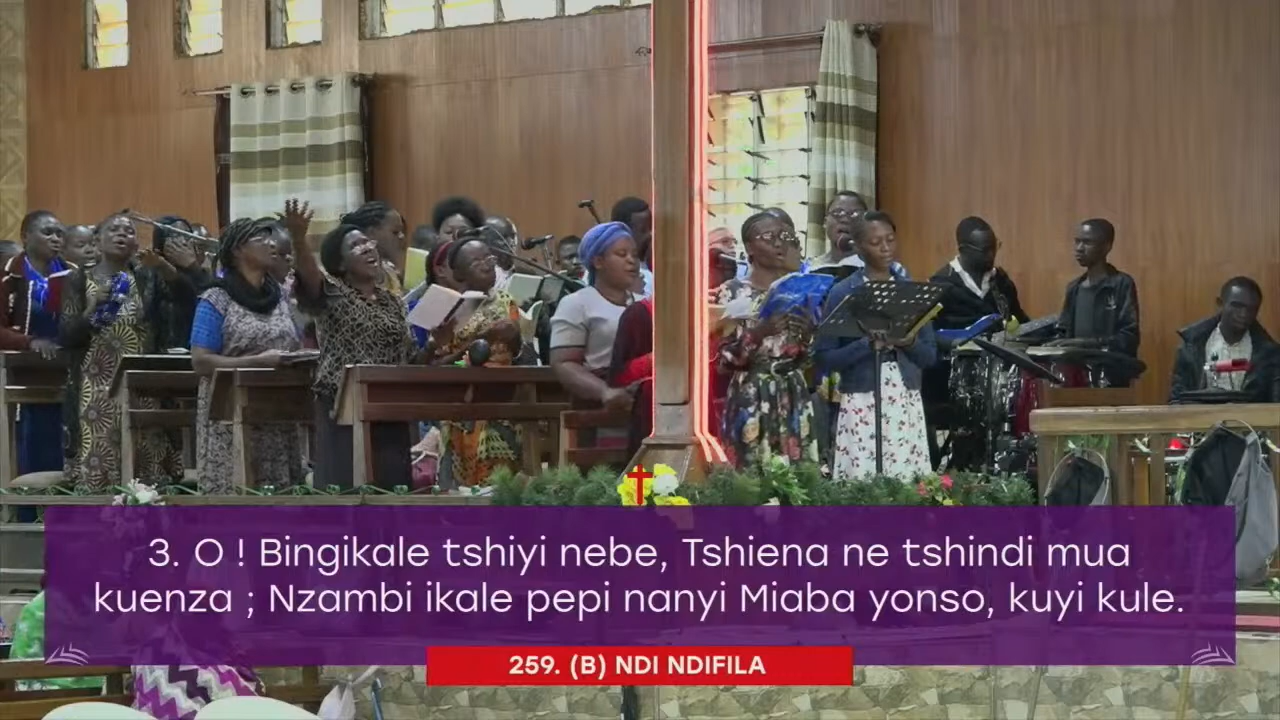 3. O ! Bingikale tshiyi nebe, Tshiena ne tshindi mua
kuenza ; Nzambi ikale pepi nanyi Miaba yonso, kuyi kule.
259. (B) NDI NDIFILA